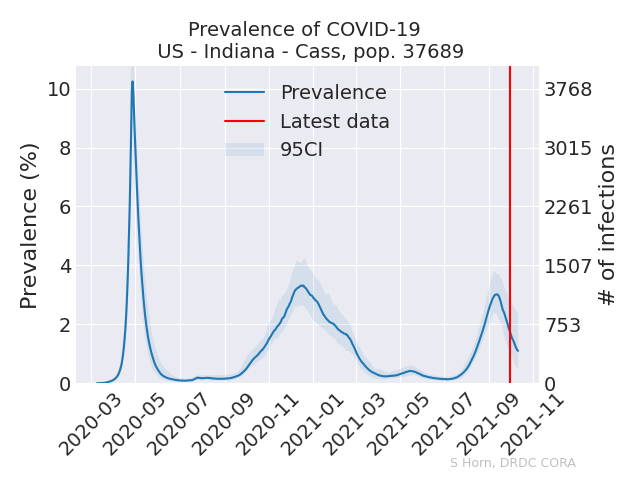 Prevalence of COVID-19
US - Indiana - Cass, pop. 37689
Prevalence (%)
10
8
6
4
2
0
3768
3015
2261
1507
753
0
# of infections
Prevalence
Latest data
95CI
2020-03
2020-05
2020-07
2020-09
2020-11
2021-01
2021-03
2021-05
2021-07
2021-09
2021-11
S Horn, DRDC CORA